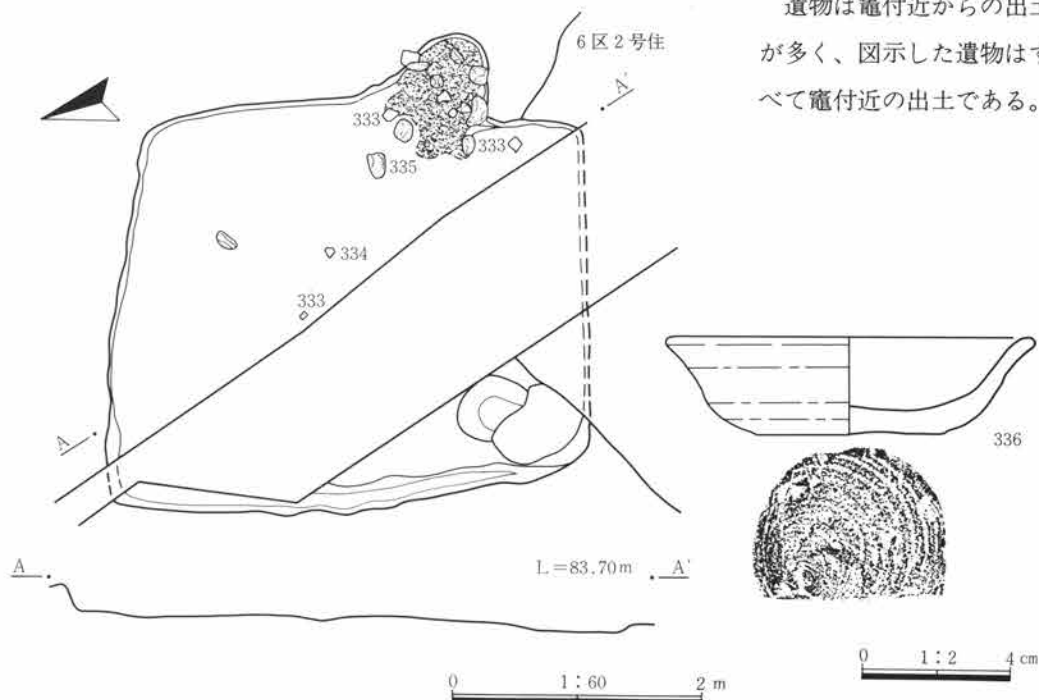 遺物は竈付近からの出土
が多く、図示した遺物はす
べて竈付近の出土である。
6区2号住
A'
333
333
335
334
333
A
336
A
L=83.70m
A'
0 1:60 2 m
0 1:2 4 cm